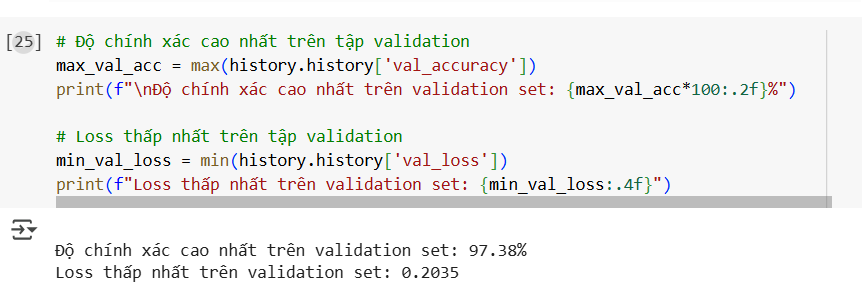 [25] # Độ chính xác cao nhất trên tập validation
max_val_acc = max(history.history['val_accuracy'])
print(f"\nĐộ chính xác cao nhất trên validation set: {max_val_acc*100:.2f}%")
# Loss thấp nhất trên tập validation
min_val_loss = min(history.history['val_loss'])
print(f"Loss thấp nhất trên validation set: {min_val_loss:.4f}")
Độ chính xác cao nhất trên validation set: 97.38%
Loss thấp nhất trên validation set: 0.2035